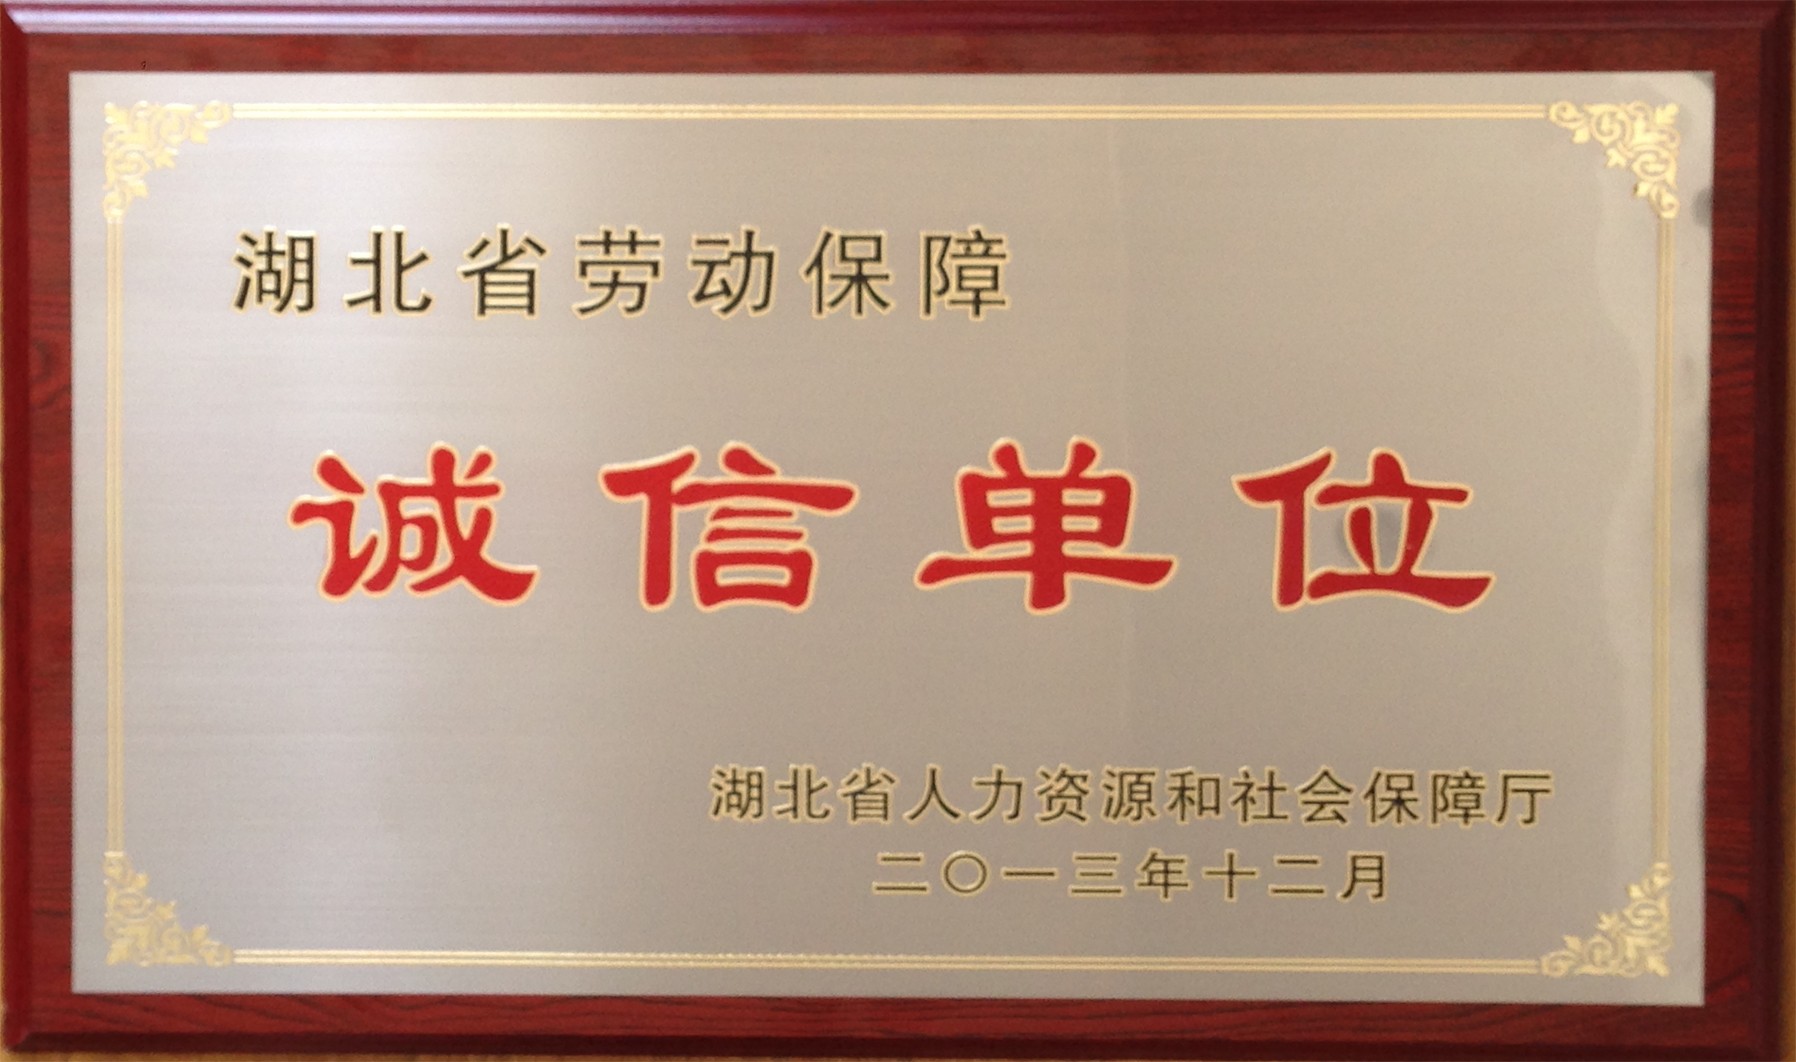 湖北省劳动保障
诚信单位
湖北省人力资源和社会保障厅
二〇一三年十二月